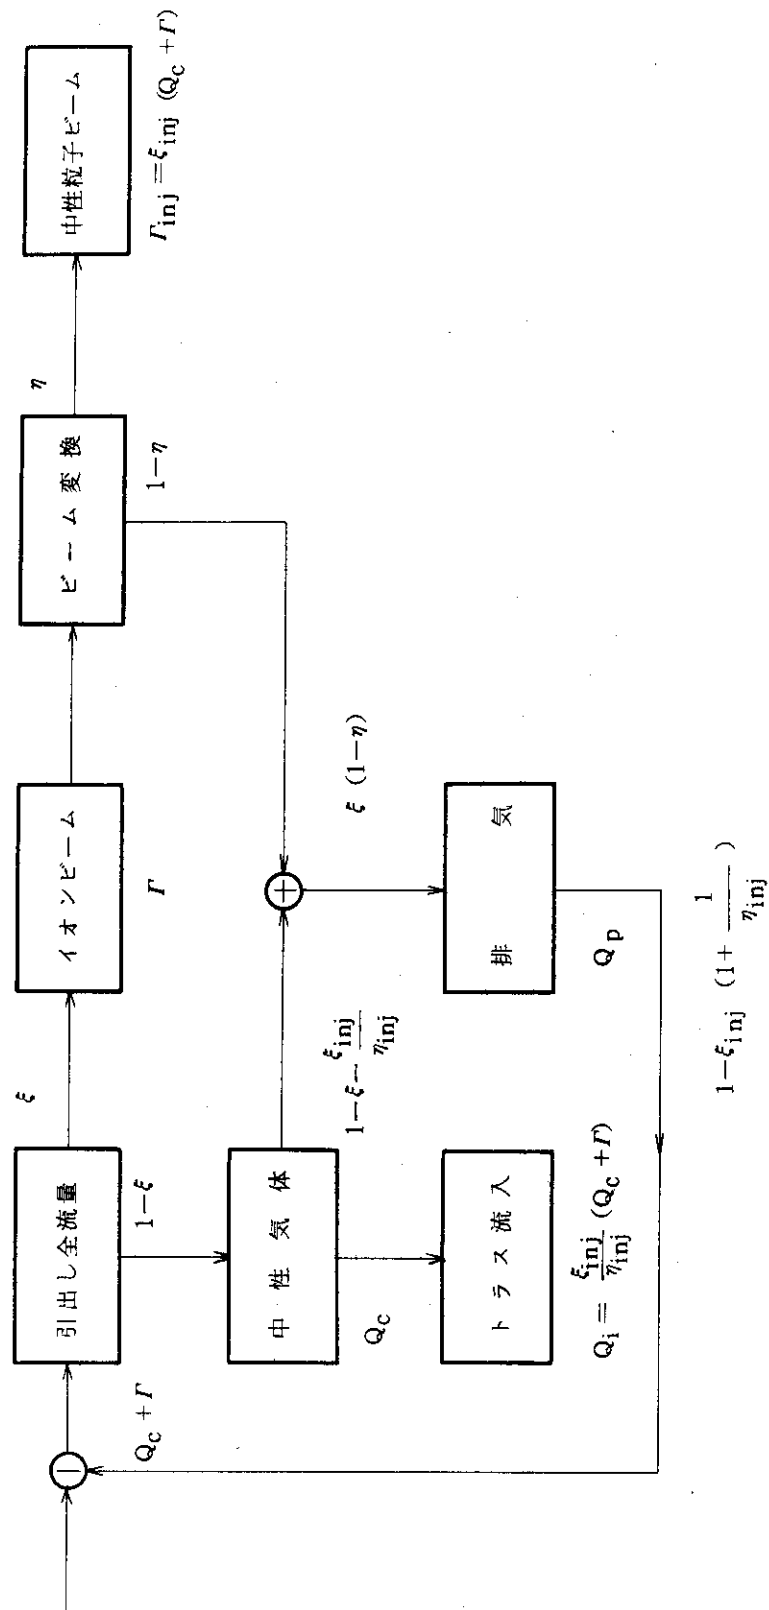 引出し全流量
ξ
イオンビーム
Γ
ビーム変換
η
中性粒子ビーム
Γinj = ξinj (Qc + Γ)
Qc + Γ
1−ξ
1−η
中性気体
1−ξ− ξinj/ηinj
+
ξ (1−η)
Qc
トラス流入
Qi = ξinj/ηinj (Qc + Γ)
排気
Qp
1−ξinj (1+ 1/ηinj)
−